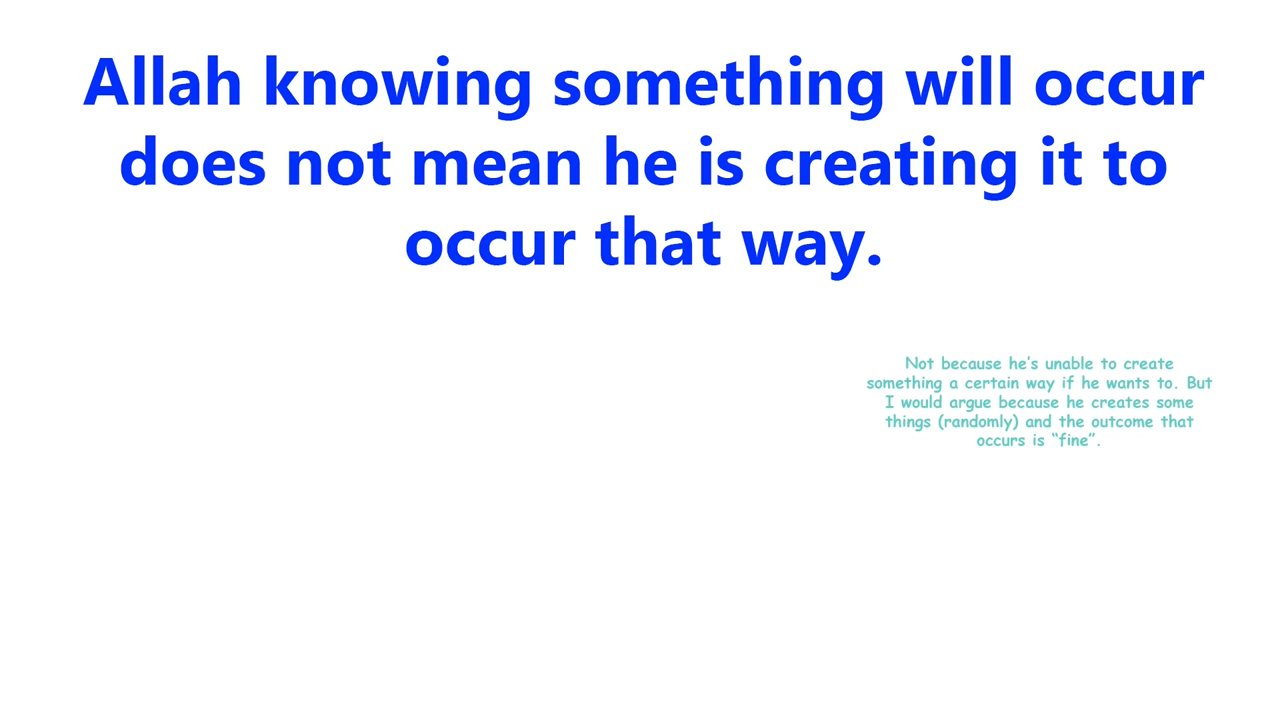 Allah knowing something will occur
does not mean he is creating it to
occur that way.
Not because he's unable to create
something a certain way if he wants to. But
I would argue because he creates some
things (randomly) and the outcome that
occurs is “fine”.